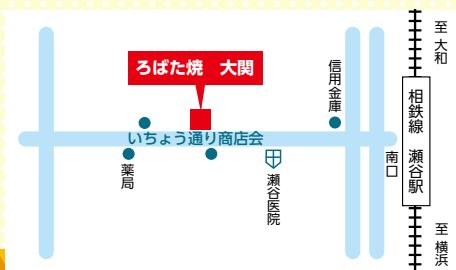 至 大和
信用金庫
ろばた焼　大関
相鉄線　瀬谷駅
いちょう通り商店会
南口
薬局
瀬谷医院
至 横浜